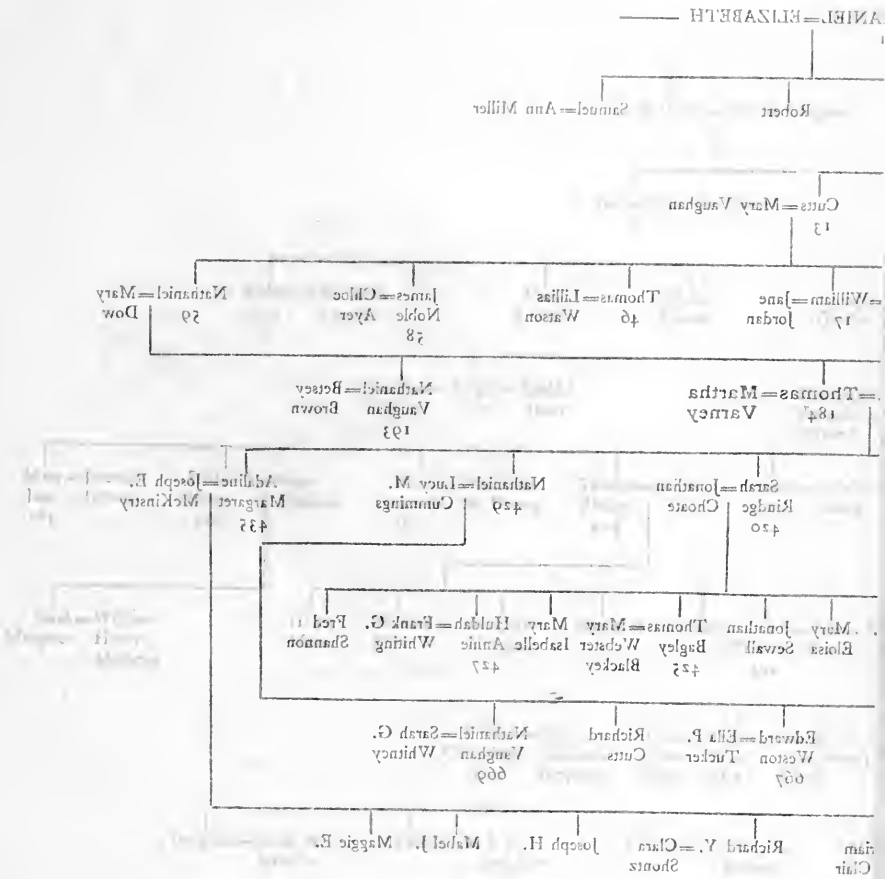 ANIEL=ELIZABETH ——
Robert Samuel=Ann Miller
Cutts=Mary Vaughan
13
=William=Jane Thomas=Lillias James=Chloe Nathaniel=Mary
17 Jordan 46 Watson Noble Ayer 59 Dow
58
=Thomas=Martha Nathaniel=Betsey
184 Varney Vaughan Brown
193
Sarah=Jonathan Nathaniel=Lucy M. Adaline=Joseph E.
Rindge Choate 429 Cummings Margaret McKinstry
420 435
Mary Jonathan Thomas=Mary Mary Huldah=Frank G. Fred
Eloisa Sewall Bagley Webster Isabelle Annie Whiting Shannon
425 Blackey 427
Edward=Ella P. Richard Nathaniel=Sarah G.
Weston Tucker Cutts Vaughan Whitney
667 669
riam Richard V.=Clara Joseph H. Mabel J. Maggie E.
Clair Shontz